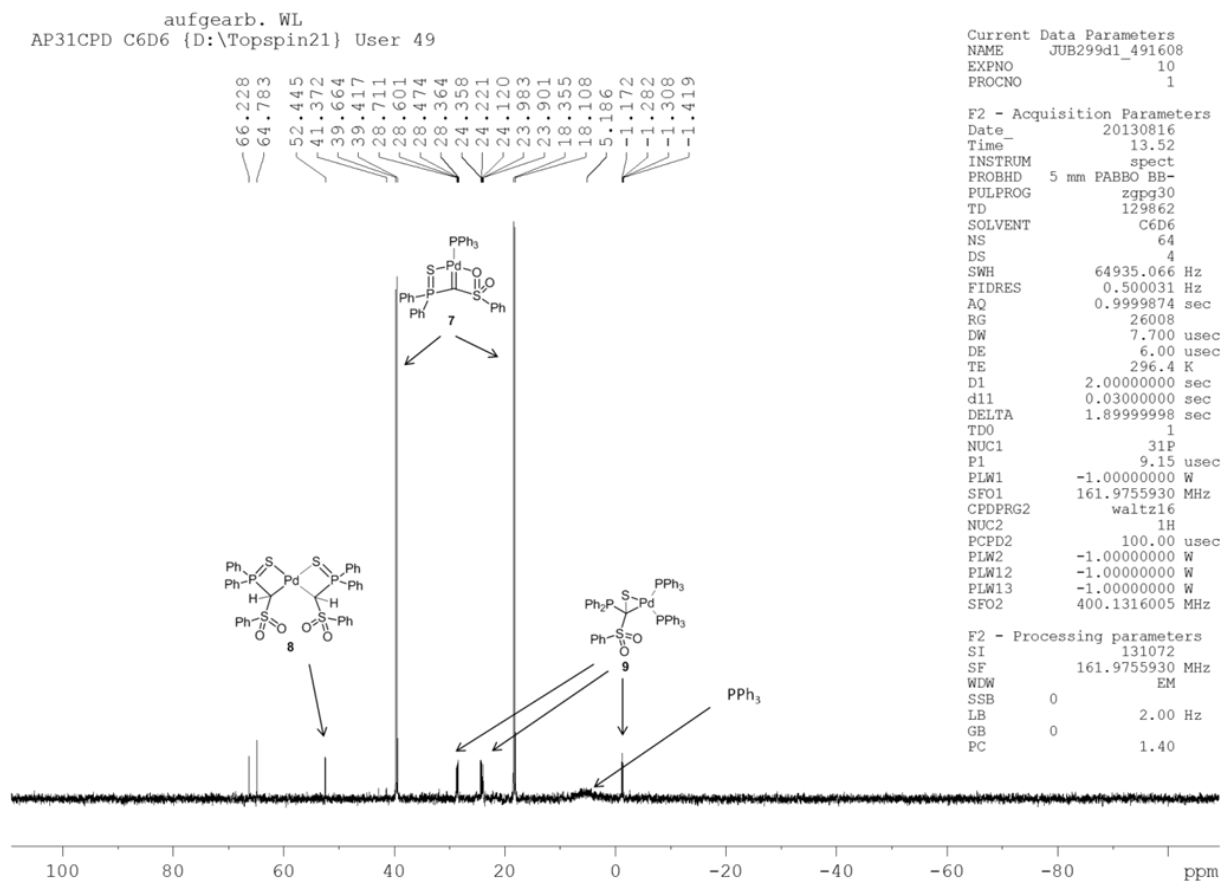 aufgearb. WL
AP31CPD C6D6 {D:\Topspin21} User 49
66.228
64.783
52.445
41.372
39.664
39.417
28.711
28.601
28.474
28.364
24.358
24.221
24.120
23.983
23.901
18.355
18.108
5.186
-1.172
-1.282
-1.308
-1.419
PPh3
S Pd O
O
Ph P S
Ph Ph
7
S S
Ph P Pd P Ph
Ph Ph
H H
Ph S S Ph
O O O O
8
S PPh3
Ph2P Pd
PPh3
Ph S O
O
9
PPh3
100 80 60 40 20 0 -20 -40 -60 -80 ppm
Current Data Parameters
NAME JUB299d1_491608
EXPNO 10
PROCNO 1
F2 - Acquisition Parameters
Date_ 20130816
Time 13.52
INSTRUM spect
PROBHD 5 mm PABBO BB-
PULPROG zgpg30
TD 129862
SOLVENT C6D6
NS 64
DS 4
SWH 64935.066 Hz
FIDRES 0.500031 Hz
AQ 0.9999874 sec
RG 26008
DW 7.700 usec
DE 6.00 usec
TE 296.4 K
D1 2.00000000 sec
d11 0.03000000 sec
DELTA 1.89999998 sec
TD0 1
NUC1 31P
P1 9.15 usec
PLW1 -1.00000000 W
SFO1 161.9755930 MHz
CPDPRG2 waltz16
NUC2 1H
PCPD2 100.00 usec
PLW2 -1.00000000 W
PLW12 -1.00000000 W
PLW13 -1.00000000 W
SFO2 400.1316005 MHz
F2 - Processing parameters
SI 131072
SF 161.9755930 MHz
WDW EM
SSB 0
LB 2.00 Hz
GB 0
PC 1.40